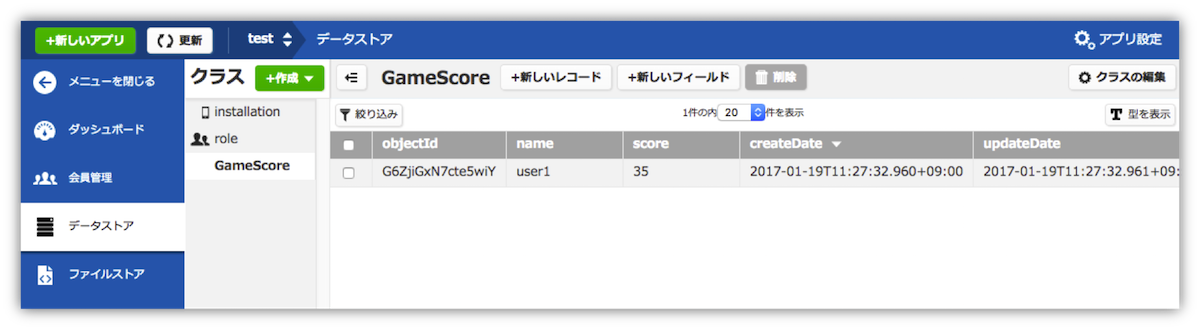 +新しいアプリ 更新 test データストア アプリ設定
メニューを閉じる
ダッシュボード
会員管理
データストア
ファイルストア
クラス +作成
installation
role
GameScore
GameScore +新しいレコード +新しいフィールド 削除 クラスの編集
絞り込み 1件の内 20 件を表示 型を表示
objectId name score createDate updateDate
G6ZjiGxN7cte5wiY user1 35 2017-01-19T11:27:32.960+09:00 2017-01-19T11:27:32.961+09: